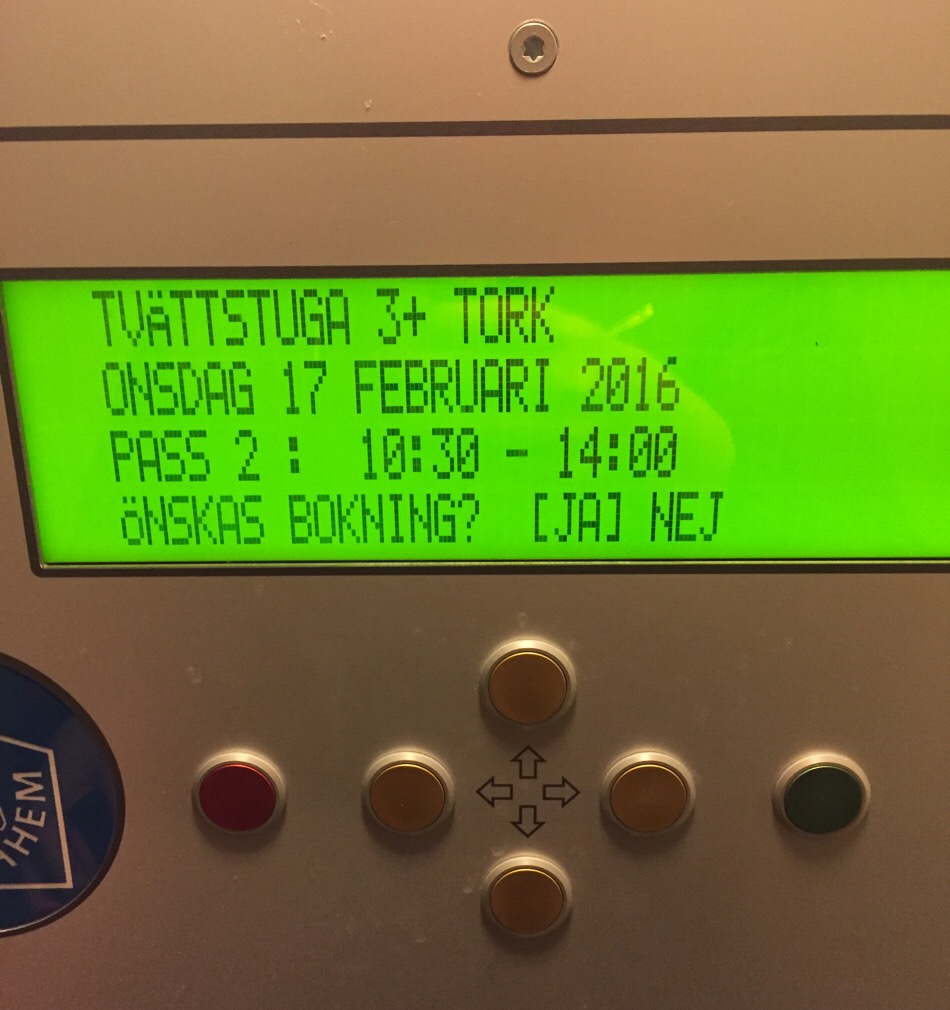 TVäTTSTUGA 3+ TORK
ONSDAG 17 FEBRUARI 2016
PASS 2 : 10:30 - 14:00
öNSKAS BOKNING? [JA] NEJ